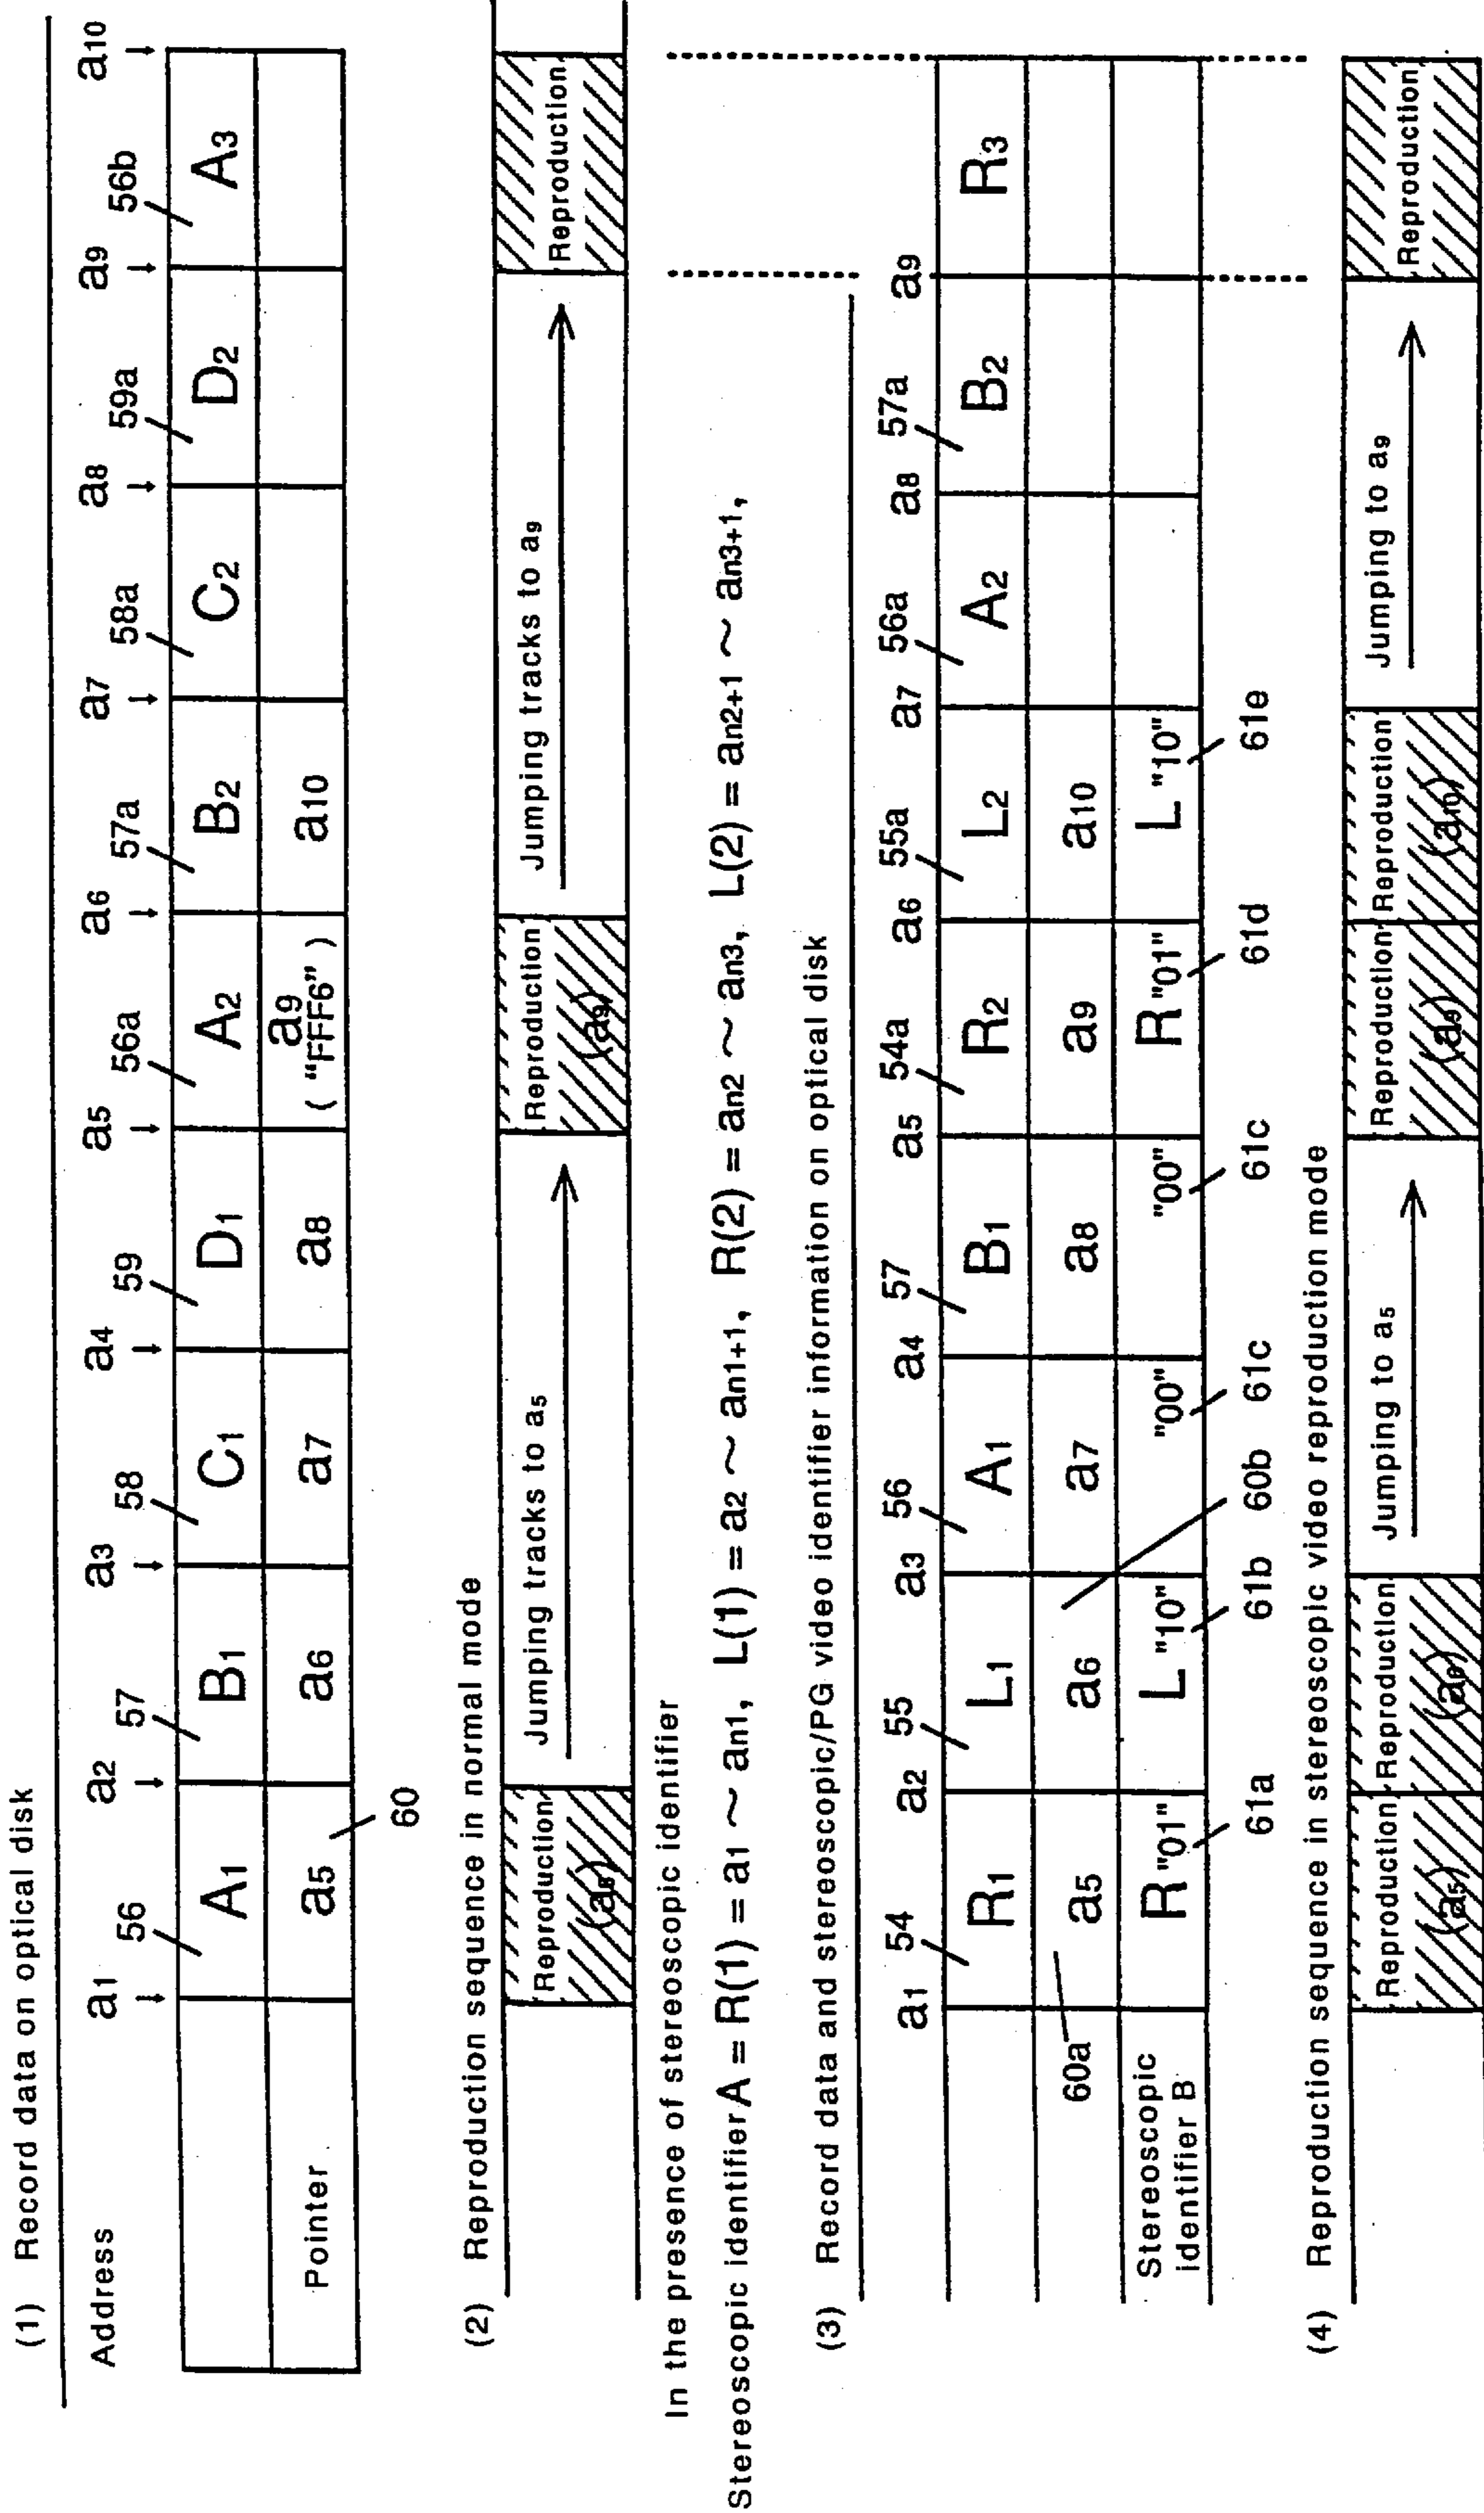 (1) Record data on optical disk
Address a1 a2 a3 a4 a5 a6 a7 a8 a9 a10
56 57 58 59 56a 57a 58a 59a 56b
A1 B1 C1 D1 A2 B2 C2 D2 A3
Pointer a5 a6 a7 a8 a9 ("FFF6") a10
60
(2) Reproduction sequence in normal mode
Reproduction Jumping tracks to a5 Reproduction Jumping tracks to a9 Reproduction
(a9)
In the presence of stereoscopic identifier
Stereoscopic identifier A = R(1) = a1 ~ an1, L(1) = a2 ~ an1+1, R(2) = an2 ~ an3, L(2) = an2+1 ~ an3+1,
(3) Record data and stereoscopic/PG video identifier information on optical disk
a1 54 a2 55 a3 56 a4 57 a5 54a a6 55a a7 56a a8 57a a9
R1 L1 A1 B1 R2 L2 A2 B2 R3
60a a5 a6 a7 a8 a9 a10
Stereoscopic identifier B R "01" L "10" "00" "00" R "01" L "10"
61a 61b 60b 61c 61c 61d 61e
(4) Reproduction sequence in stereoscopic video reproduction mode
Reproduction Reproduction Jumping to a5 Reproduction Reproduction Jumping to a9 Reproduction
(a5) (a6) (a9) (a10)